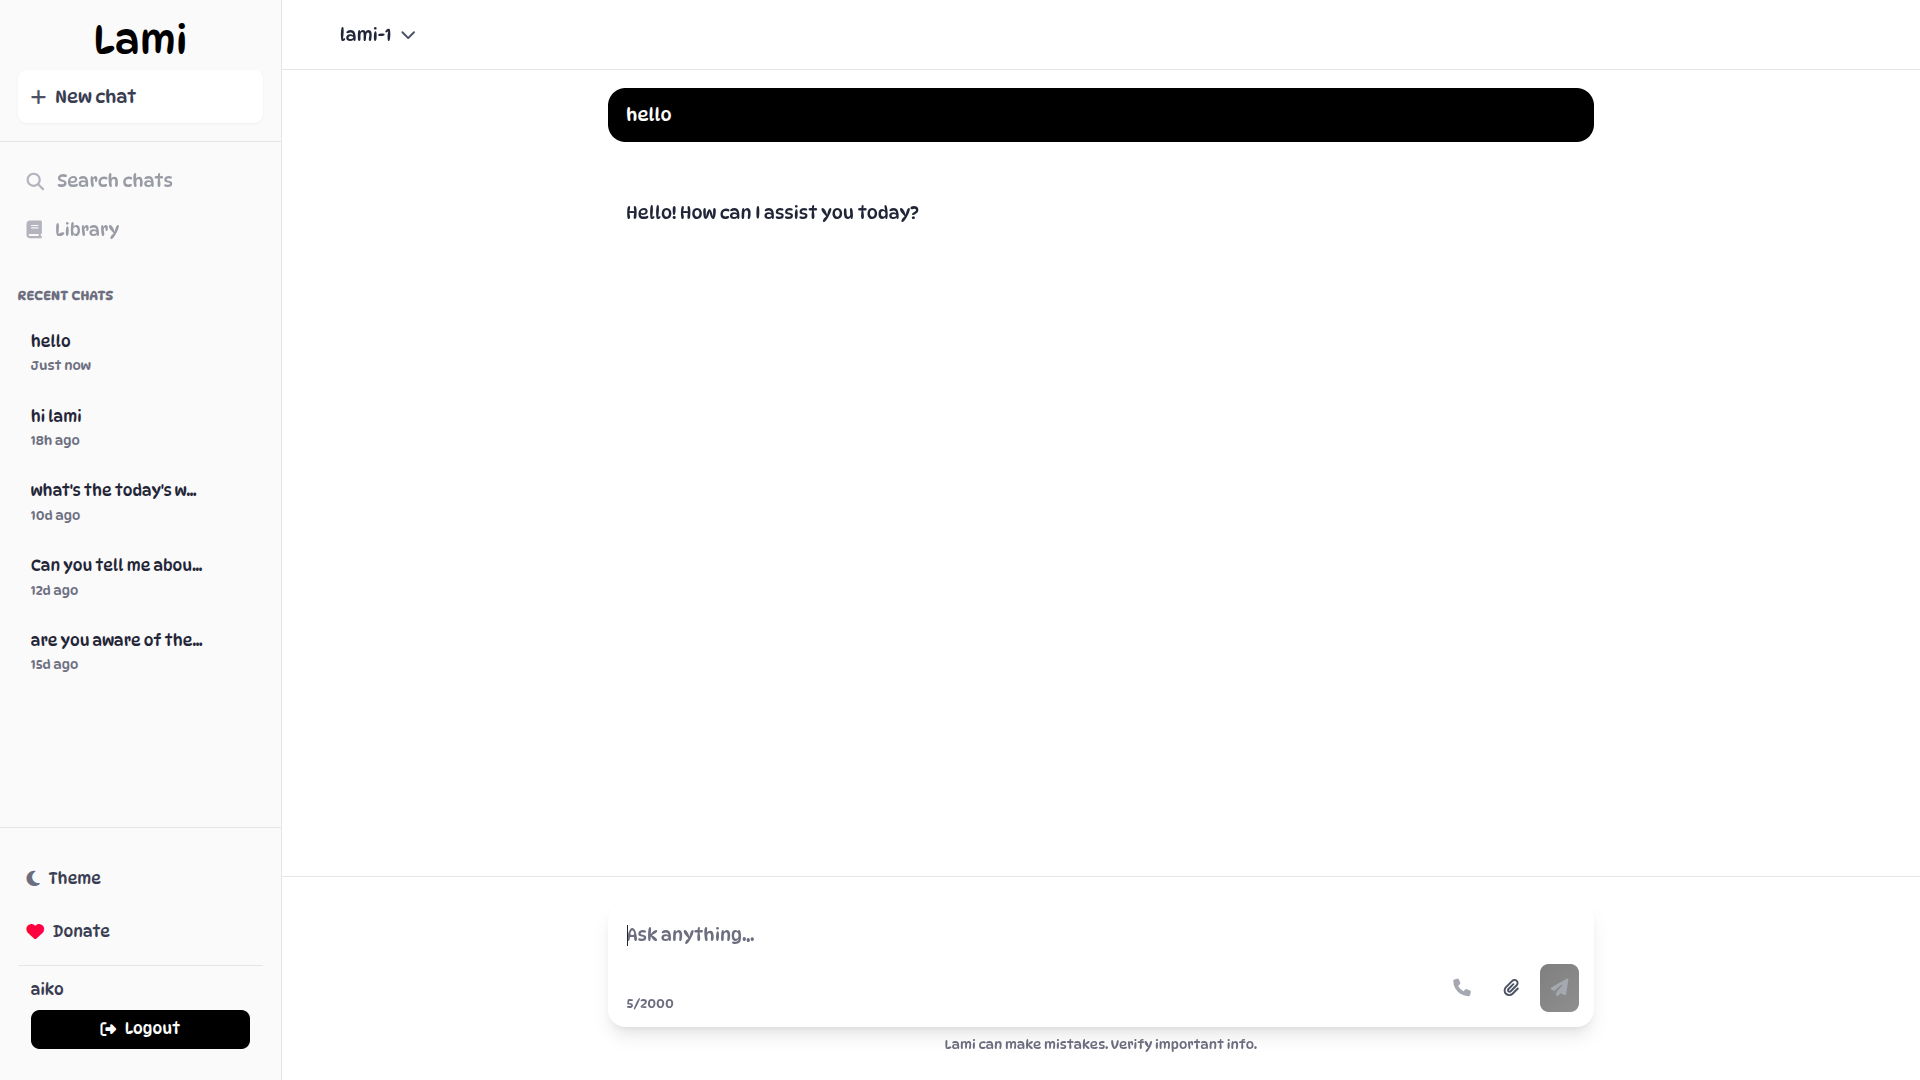 Lami
New chat
Search chats
Library
RECENT CHATS
hello
Just now
hi lami
18h ago
what's the today's w...
10d ago
Can you tell me abou...
12d ago
are you aware of the...
15d ago
Theme
Donate
aiko
Logout
lami-1
hello
Hello! How can I assist you today?
Ask anything...
5/2000
Lami can make mistakes. Verify important info.